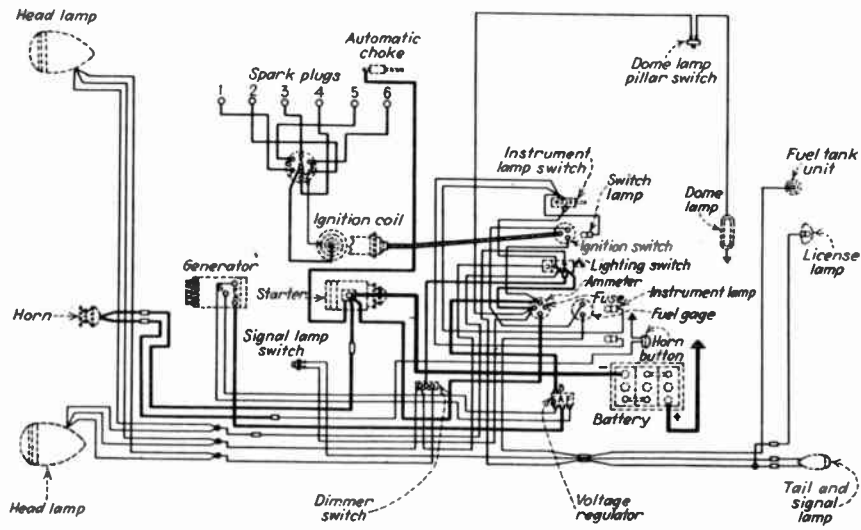 Head lamp
Automatic
choke
Spark plugs
1 2 3 4 5 6
Dome lamp
pillar switch
Instrument
lamp switch
Switch
lamp
Fuel tank
unit
Dome
lamp
License
lamp
Ignition coil
Ignition switch
Generator
Lighting switch
Ammeter
Starter
Fuse
Instrument lamp
Fuel gage
Horn
Signal lamp
switch
Horn
button
-
Battery
+
Head lamp
Dimmer
switch
Voltage
regulator
Tail and
signal
lamp